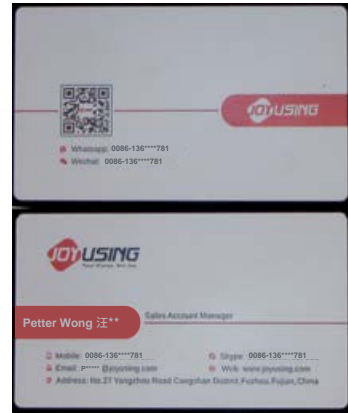 JOYUSING
Whatsapp: 0086-136****781
Wechat: 0086-136****781
JOYUSING
Petter Wong 汪**
Sales Account Manager
Mobile: 0086-136****781
Skype: 0086-136****781
Email: P***** @joyusing.com
Web: www.joyusing.com
Address: No.27 Yangzhou Road Cangshan District, Fuzhou, Fujian, China